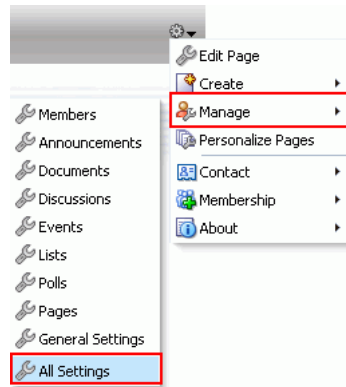 Edit Page
Create
Manage
Personalize Pages
Contact
Membership
About
Members
Announcements
Documents
Discussions
Events
Lists
Polls
Pages
General Settings
All Settings